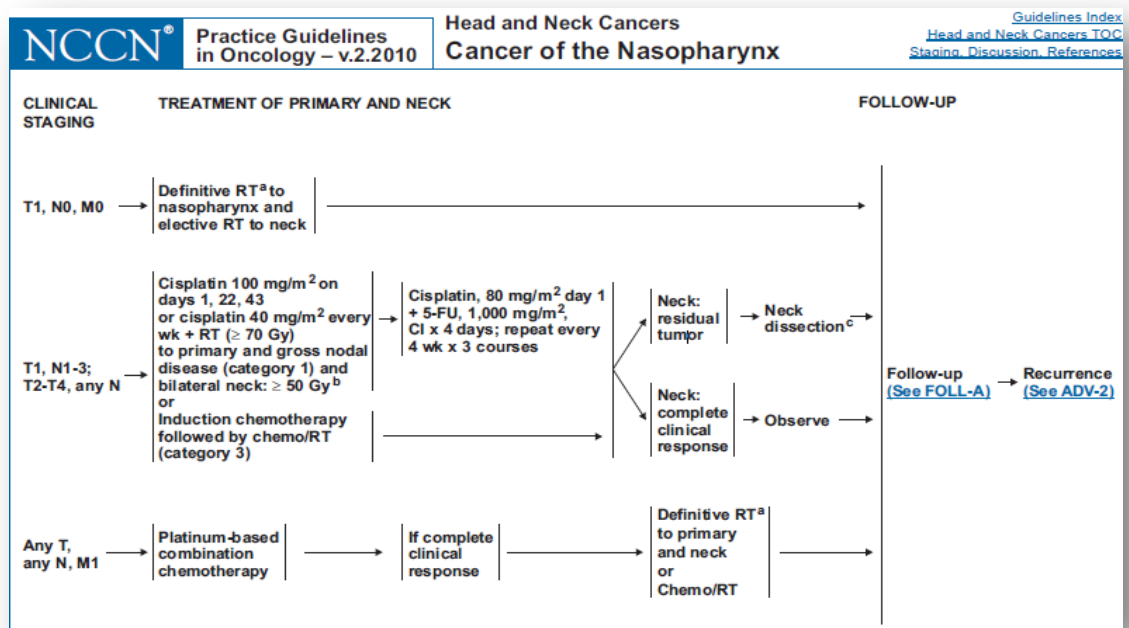 NCCN®
Practice Guidelines
in Oncology – v.2.2010
Head and Neck Cancers
Cancer of the Nasopharynx
Guidelines Index
Head and Neck Cancers TOC
Staging, Discussion, References
CLINICAL
STAGING
TREATMENT OF PRIMARY AND NECK
FOLLOW-UP
T1, N0, M0
Definitive RTᵃ to
nasopharynx and
elective RT to neck
T1, N1-3;
T2-T4, any N
Cisplatin 100 mg/m² on
days 1, 22, 43
or cisplatin 40 mg/m² every
wk + RT (≥ 70 Gy)
to primary and gross nodal
disease (category 1) and
bilateral neck: ≥ 50 Gyᵇ
or
Induction chemotherapy
followed by chemo/RT
(category 3)
Cisplatin, 80 mg/m² day 1
+ 5-FU, 1,000 mg/m²,
CI x 4 days; repeat every
4 wk x 3 courses
Neck:
residual
tumor
Neck
dissectionᶜ
Neck:
complete
clinical
response
Observe
Follow-up
(See FOLL-A)
Recurrence
(See ADV-2)
Any T,
any N, M1
Platinum-based
combination
chemotherapy
If complete
clinical
response
Definitive RTᵃ
to primary
and neck
or
Chemo/RT